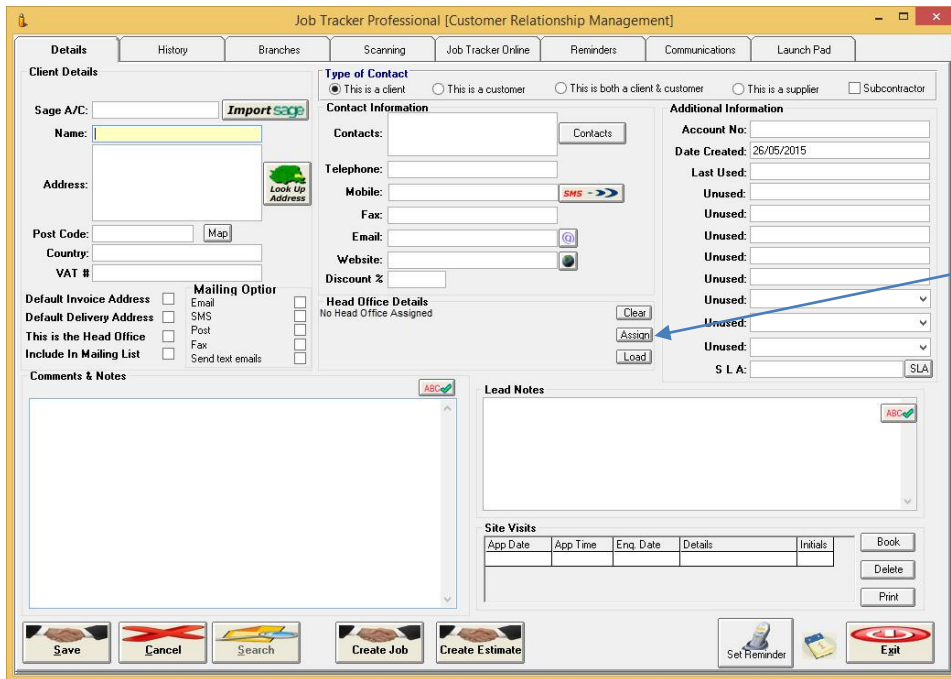 Job Tracker Professional [Customer Relationship Management]
Details History Branches Scanning Job Tracker Online Reminders Communications Launch Pad
Client Details
Sage A/C: Import sage
Name:
Address: Look Up Address
Post Code: Map
Country:
VAT #
Default Invoice Address
Default Delivery Address
This is the Head Office
Include In Mailing List
Mailing Option
Email
SMS
Post
Fax
Send text emails
Type of Contact
This is a client This is a customer This is both a client & customer This is a supplier Subcontractor
Contact Information
Contacts: Contacts
Telephone:
Mobile: SMS
Fax:
Email: @
Website:
Discount %
Head Office Details
No Head Office Assigned
Clear
Assign
Load
Additional Information
Account No:
Date Created: 26/05/2015
Last Used:
Unused:
Unused:
Unused:
Unused:
Unused:
Unused:
Unused:
Unused:
S L A: SLA
Comments & Notes
ABC
Lead Notes
ABC
Site Visits
App Date App Time Enq. Date Details Initials
Book
Delete
Print
Save Cancel Search Create Job Create Estimate Set Reminder Exit